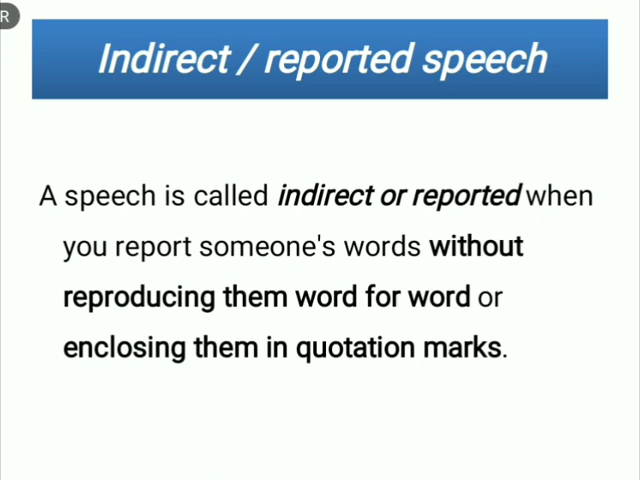 R
Indirect / reported speech
A speech is called indirect or reported when
you report someone's words without
reproducing them word for word or
enclosing them in quotation marks.